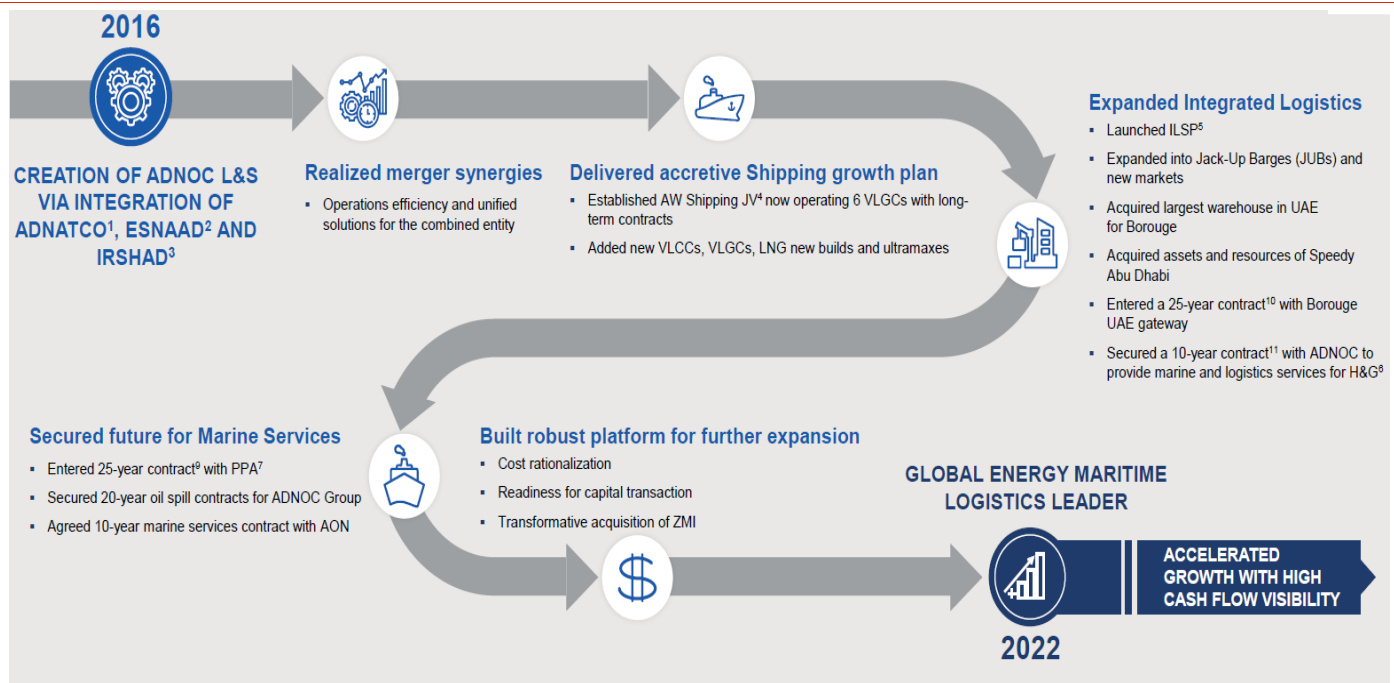 2016
CREATION OF ADNOC L&S
VIA INTEGRATION OF
ADNATCO¹, ESNAAD² AND
IRSHAD³
Realized merger synergies
▪ Operations efficiency and unified
solutions for the combined entity
Delivered accretive Shipping growth plan
▪ Established AW Shipping JV⁴ now operating 6 VLGCs with long-
term contracts
▪ Added new VLCCs, VLGCs, LNG new builds and ultramaxes
Expanded Integrated Logistics
▪ Launched ILSP⁵
▪ Expanded into Jack-Up Barges (JUBs) and
new markets
▪ Acquired largest warehouse in UAE
for Borouge
▪ Acquired assets and resources of Speedy
Abu Dhabi
▪ Entered a 25-year contract¹⁰ with Borouge
UAE gateway
▪ Secured a 10-year contract¹¹ with ADNOC to
provide marine and logistics services for H&G⁶
Secured future for Marine Services
▪ Entered 25-year contract⁹ with PPA⁷
▪ Secured 20-year oil spill contracts for ADNOC Group
▪ Agreed 10-year marine services contract with AON
Built robust platform for further expansion
▪ Cost rationalization
▪ Readiness for capital transaction
▪ Transformative acquisition of ZMI
GLOBAL ENERGY MARITIME
LOGISTICS LEADER
2022
ACCELERATED
GROWTH WITH HIGH
CASH FLOW VISIBILITY